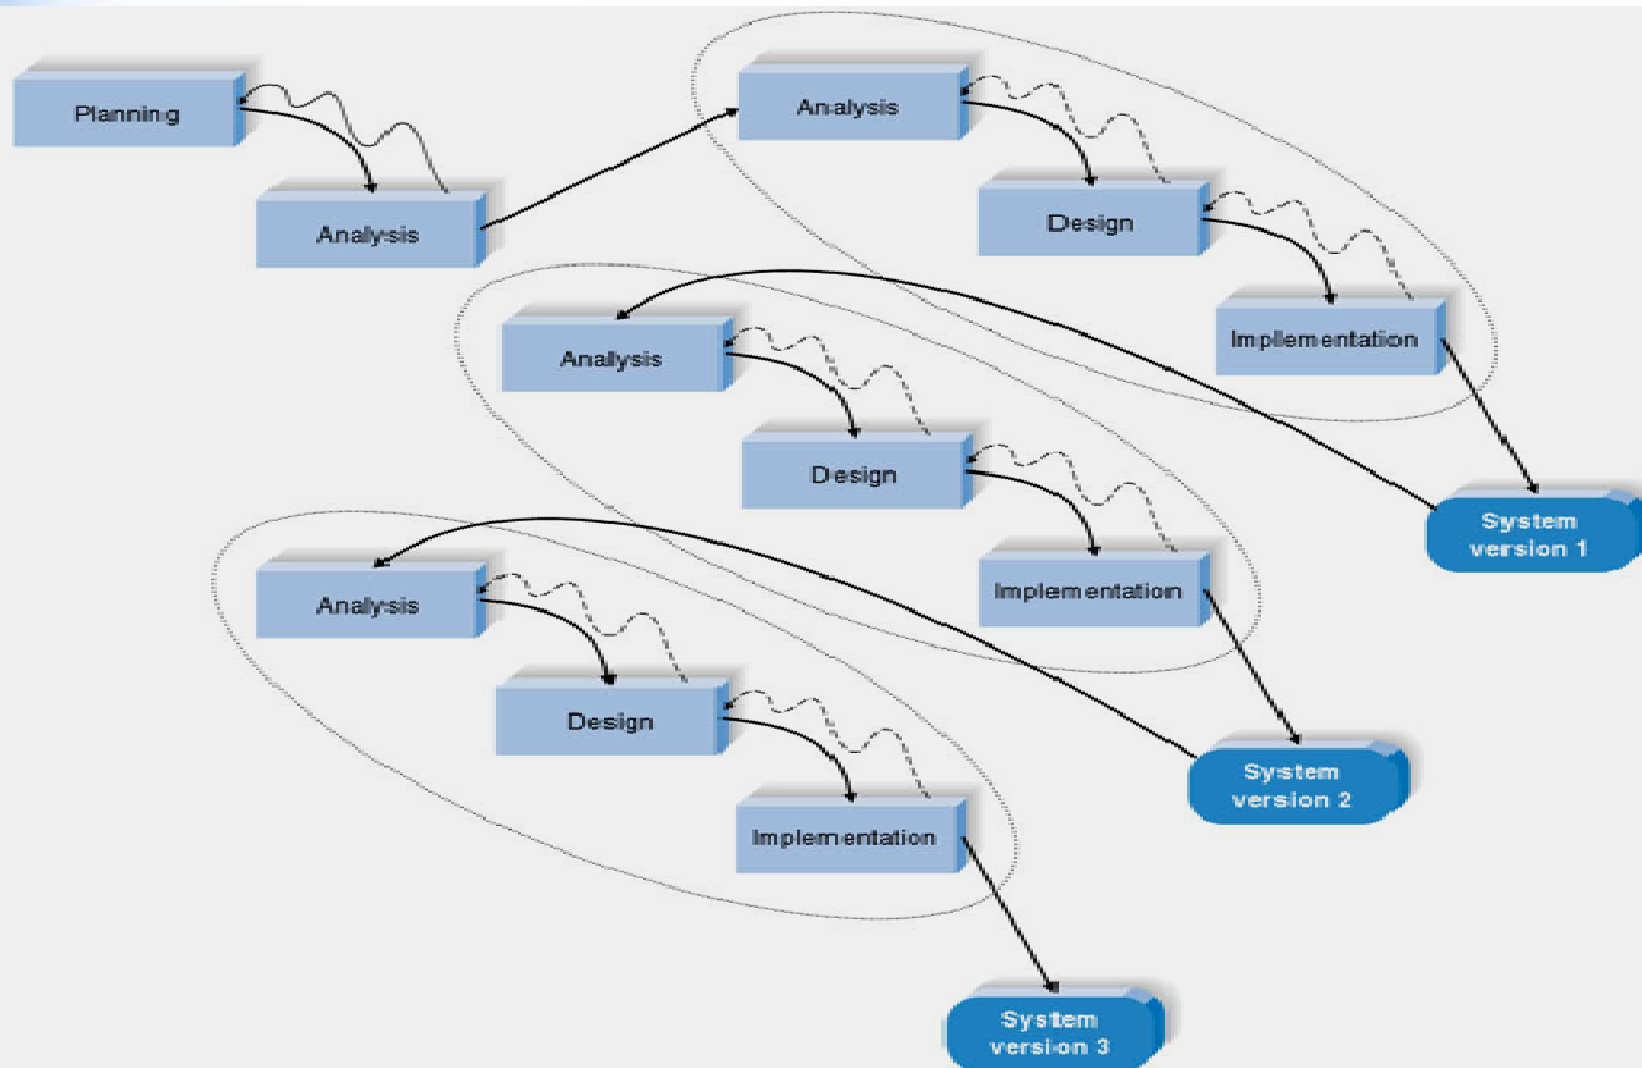 Planning
Analysis
Analysis
Design
Implementation
System
version 1
Analysis
Design
Implementation
System
version 2
Analysis
Design
Implementation
System
version 3